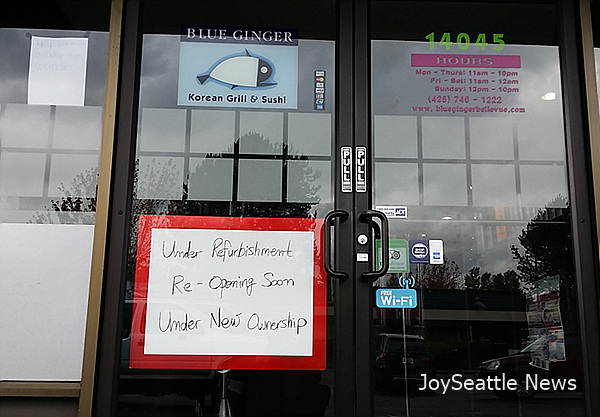 BLUE GINGER
Korean Grill & Sushi
14045
HOURS
Mon - Thurs: 11am - 10pm
Fri - Sat: 11am - 12am
Sunday: 12pm - 10pm
(425) 746 - 1222
www.bluegingerbellevue.com
PULL PULL
ADT
Under Refurbishment
Re-Opening Soon
Under New Ownership
FREE
Wi-Fi
JoySeattle News